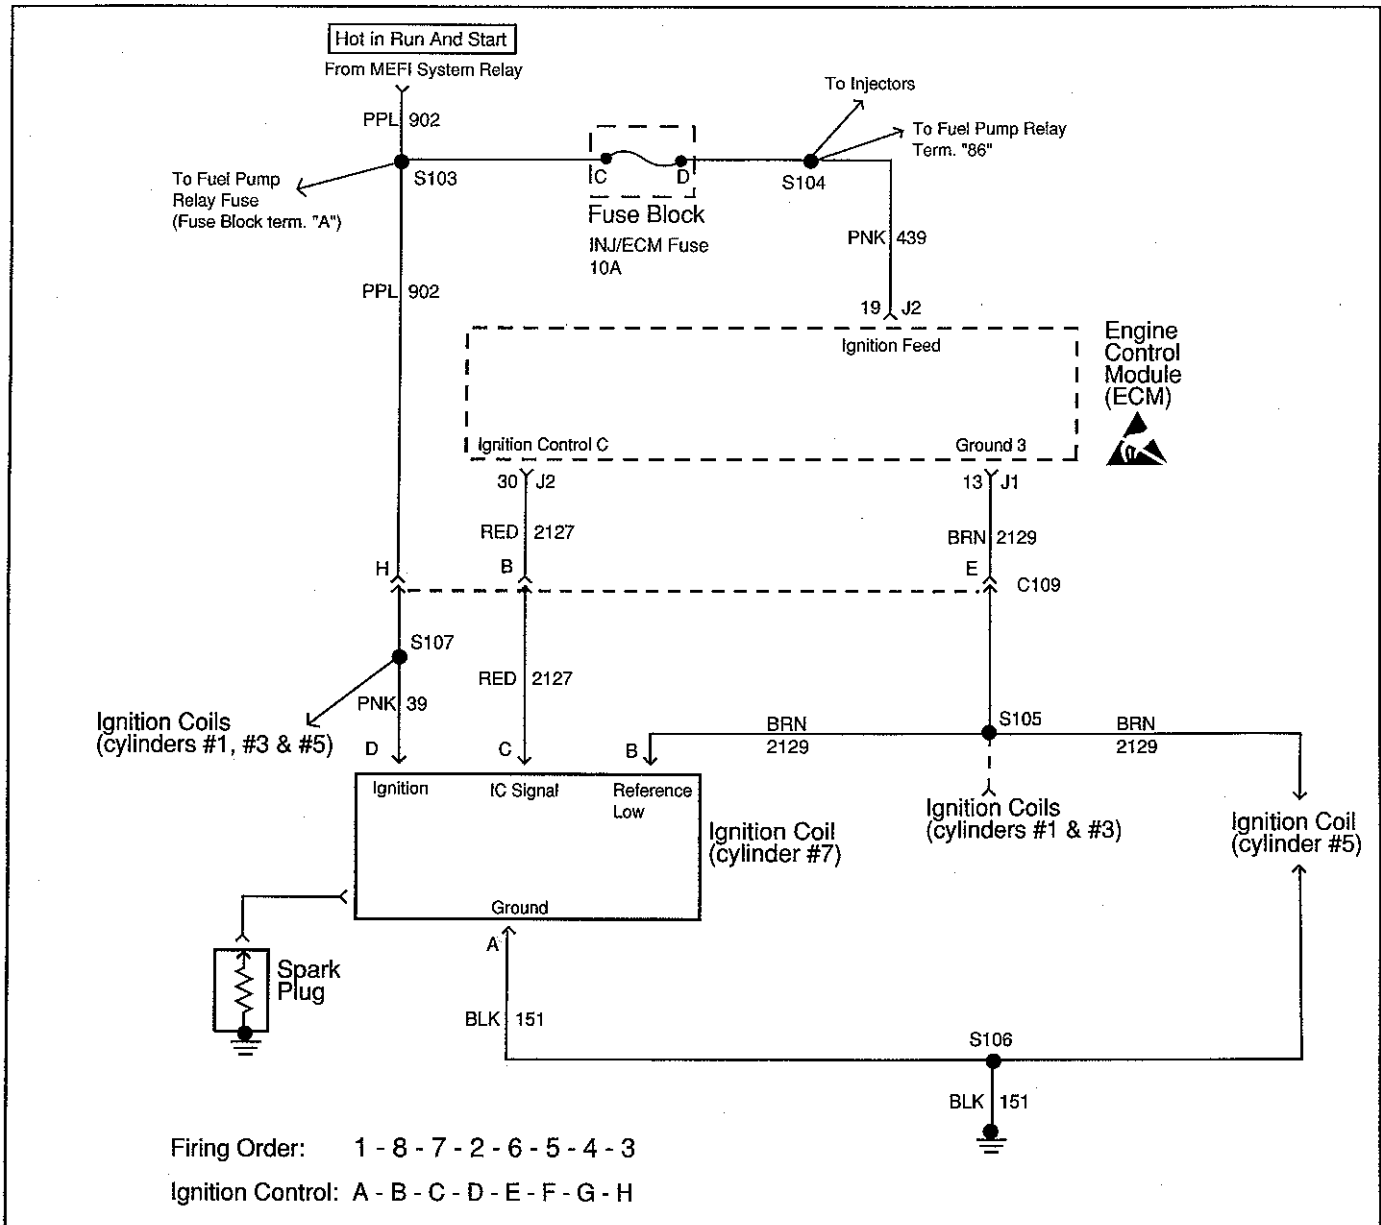 Hot in Run And Start
From MEFI System Relay
PPL 902
To Injectors
To Fuel Pump Relay
Term. "86"
S103
C D
S104
To Fuel Pump
Relay Fuse
(Fuse Block term. "A")
Fuse Block
INJ/ECM Fuse
10A
PNK 439
PPL 902
19 J2
Ignition Feed
Engine
Control
Module
(ECM)
Ignition Control C
Ground 3
30 J2
13 J1
RED 2127
BRN 2129
H
B
E
C109
S107
RED 2127
PNK 39
Ignition Coils
(cylinders #1, #3 & #5)
D
C
B
BRN
2129
S105
BRN
2129
Ignition
IC Signal
Reference
Low
Ignition Coil
(cylinder #7)
Ignition Coils
(cylinders #1 & #3)
Ignition Coil
(cylinder #5)
Ground
A
Spark
Plug
BLK 151
S106
BLK 151
Firing Order: 1 - 8 - 7 - 2 - 6 - 5 - 4 - 3
Ignition Control: A - B - C - D - E - F - G - H